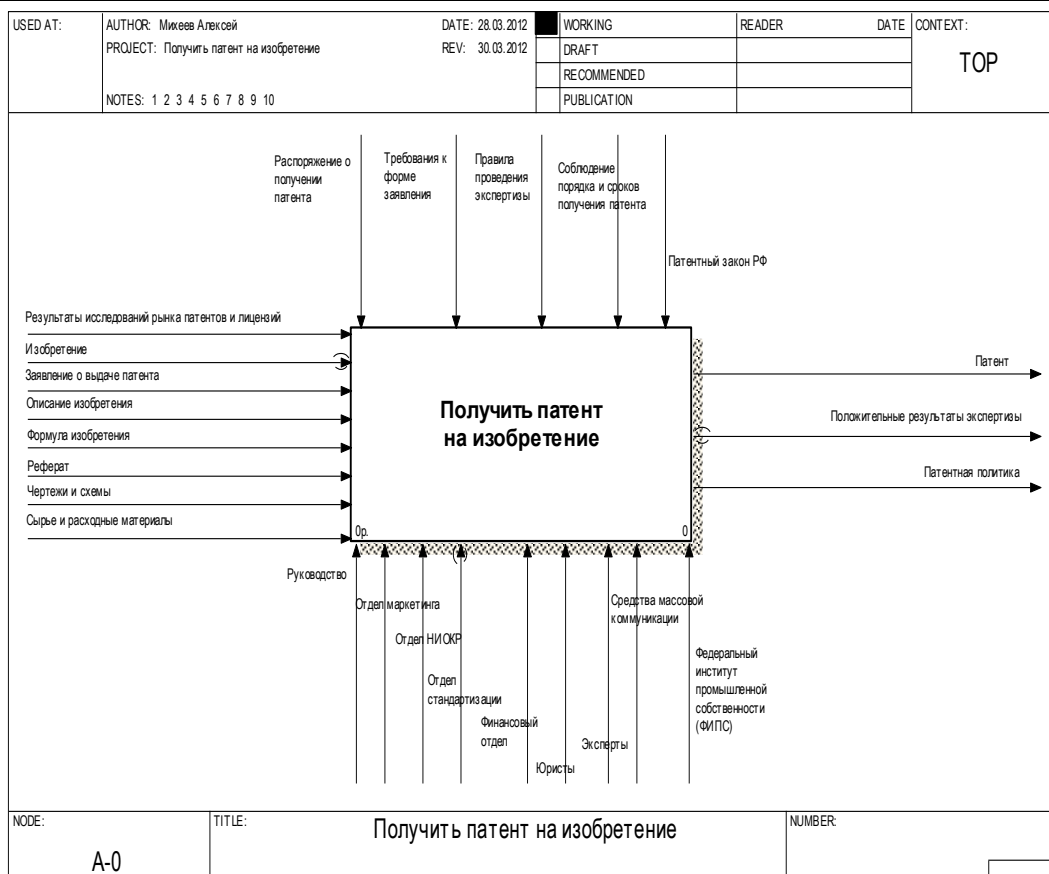 USED AT:
AUTHOR: Михеев Алексей
DATE: 28.03.2012
PROJECT: Получить патент на изобретение
REV: 30.03.2012
NOTES: 1 2 3 4 5 6 7 8 9 10
WORKING
DRAFT
RECOMMENDED
PUBLICATION
READER
DATE
CONTEXT:
TOP
Распоряжение о
получении
патента
Требования к
форме
заявления
Правила
проведения
экспертизы
Соблюдение
порядка и сроков
получения патента
Патентный закон РФ
Результаты исследований рынка патентов и лицензий
Изобретение
Заявление о выдаче патента
Описание изобретения
Формула изобретения
Реферат
Чертежи и схемы
Сырье и расходные материалы
Получить патент
на изобретение
0р.
0
Патент
Положительные результаты экспертизы
Патентная политика
Руководство
Отдел маркетинга
Отдел НИОКР
Отдел
стандартизации
Финансовый
отдел
Юристы
Эксперты
Средства массовой
коммуникации
Федеральный
институт
промышленной
собственности
(ФИПС)
NODE:
A-0
TITLE:
Получить патент на изобретение
NUMBER: